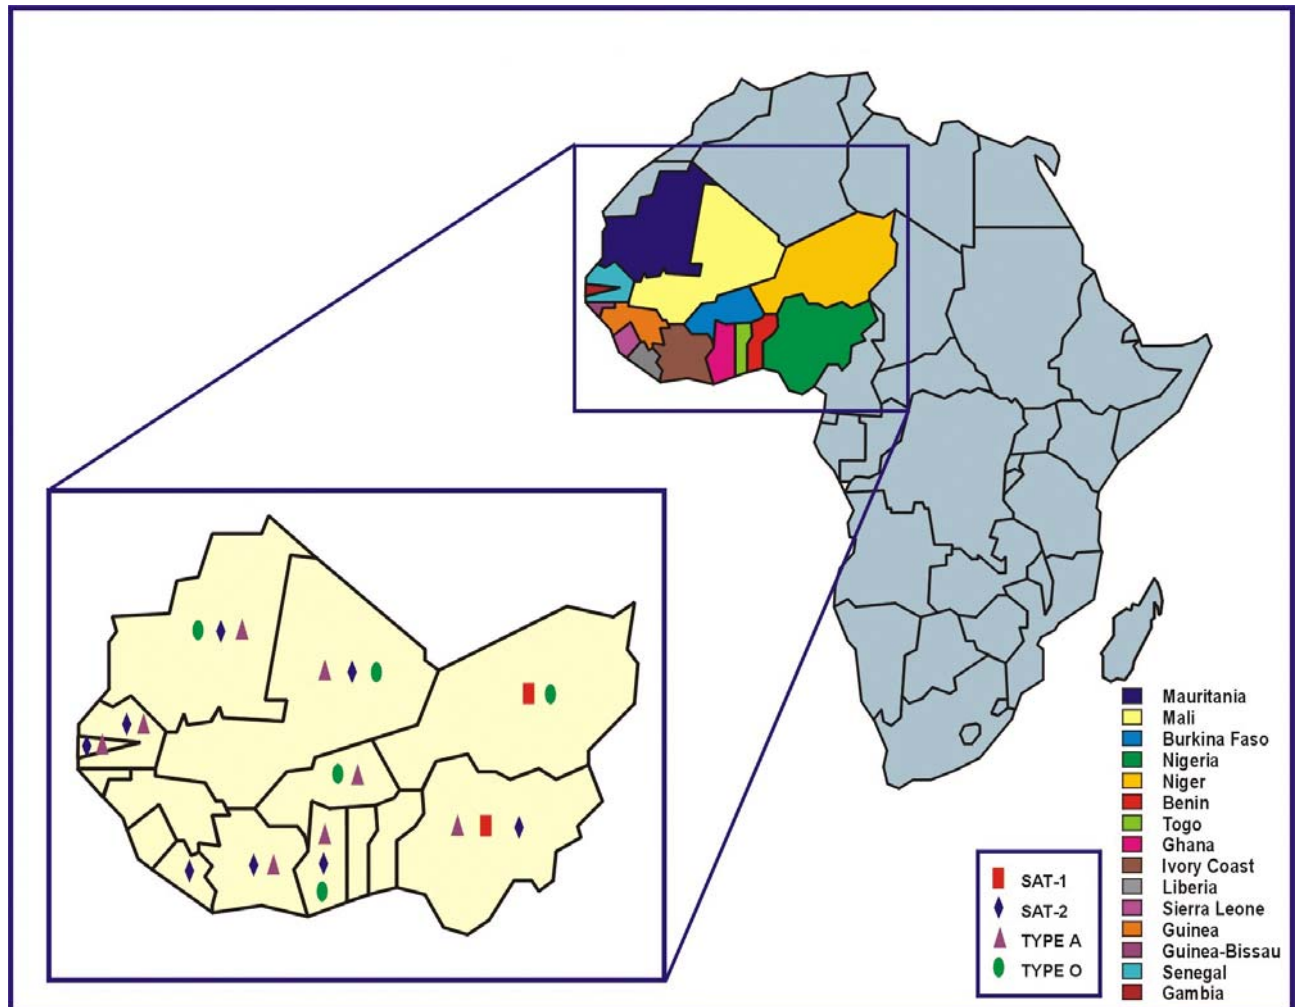 Mauritania
Mali
Burkina Faso
Nigeria
Niger
Benin
Togo
Ghana
Ivory Coast
Liberia
Sierra Leone
Guinea
Guinea-Bissau
Senegal
Gambia
SAT-1
SAT-2
TYPE A
TYPE O